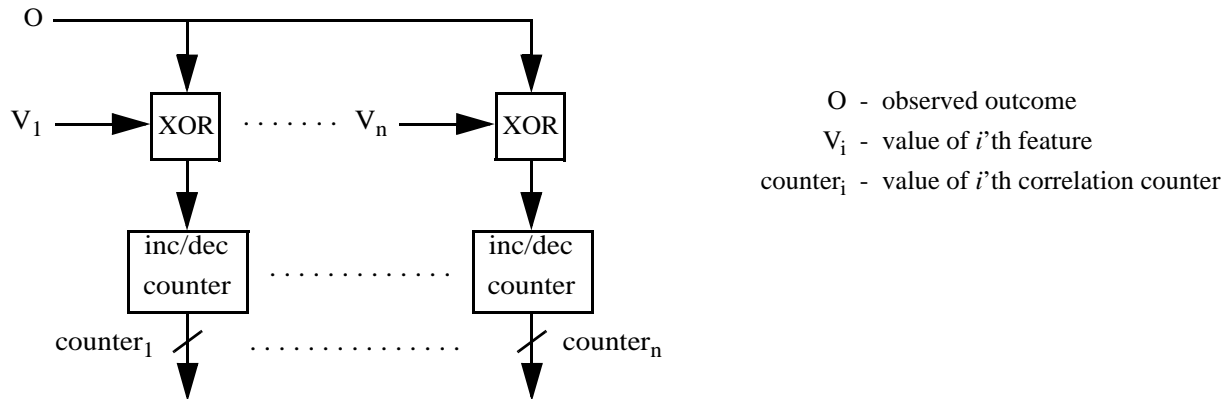 O
V1 XOR ....... Vn XOR
inc/dec counter ............. inc/dec counter
counter1 ............... countern
O - observed outcome
Vi - value of i'th feature
counteri - value of i'th correlation counter